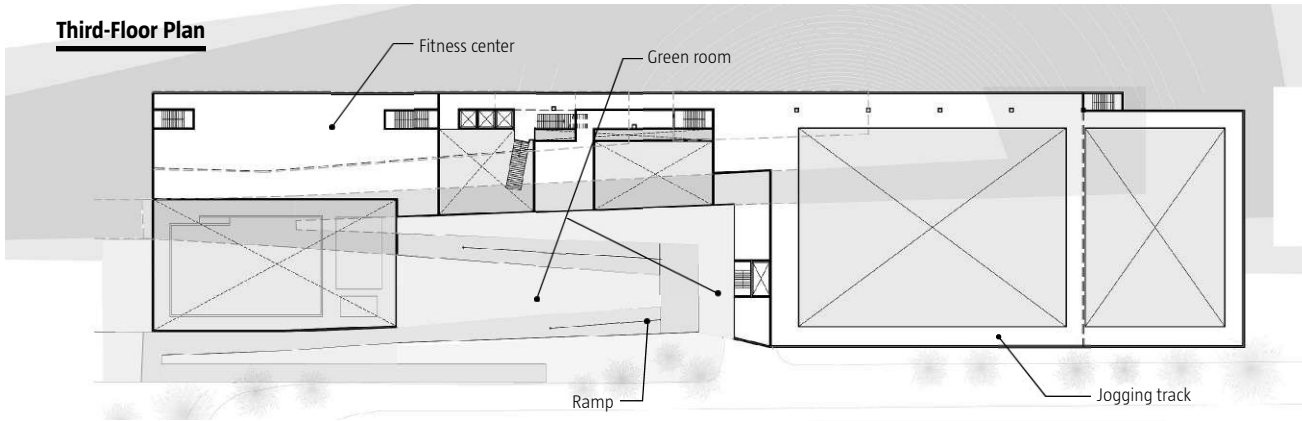 Third-Floor Plan
Fitness center
Green room
Ramp
Jogging track